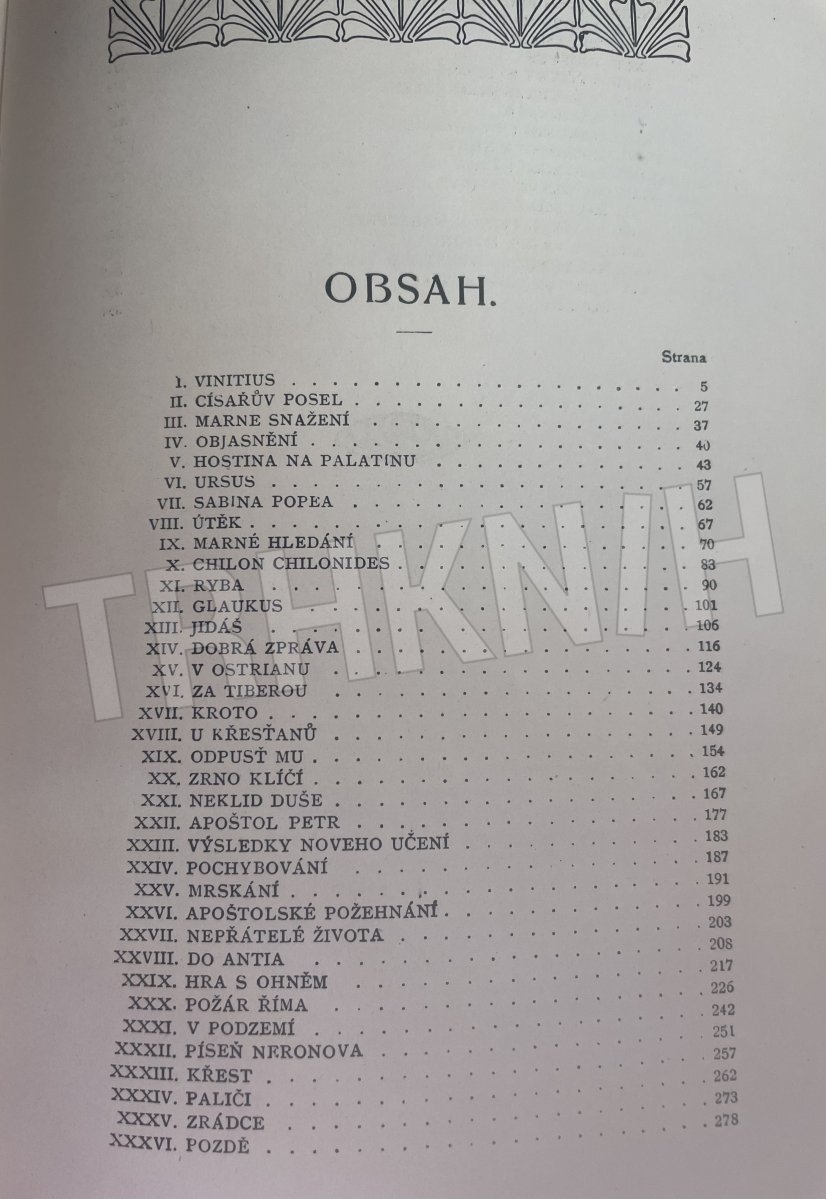 OBSAH.
Strana
I. VINITIUS . . . . . . . . . . . . . . . 5
II. CÍSAŘŮV POSEL . . . . . . . . . . . . . 27
III. MARNE SNAŽENÍ . . . . . . . . . . . . 37
IV. OBJASNĚNÍ . . . . . . . . . . . . . . 40
V. HOSTINA NA PALATINU . . . . . . . . . . 43
VI. URSUS . . . . . . . . . . . . . . . . 57
VII. SABINA POPEA . . . . . . . . . . . . . 62
VIII. ÚTĚK . . . . . . . . . . . . . . . . . 67
IX. MARNÉ HLEDÁNÍ . . . . . . . . . . . . 70
X. CHILON CHILONIDES . . . . . . . . . . . 83
XI. RYBA . . . . . . . . . . . . . . . . 90
XII. GLAUKUS . . . . . . . . . . . . . . . 101
XIII. JIDÁŠ . . . . . . . . . . . . . . . . 106
XIV. DOBRÁ ZPRÁVA . . . . . . . . . . . . . 116
XV. V OSTRIANU . . . . . . . . . . . . . . 124
XVI. ZA TIBEROU . . . . . . . . . . . . . . 134
XVII. KROTO . . . . . . . . . . . . . . . . 140
XVIII. U KŘESŤANŮ . . . . . . . . . . . . . . 149
XIX. ODPUSŤ MU . . . . . . . . . . . . . . 154
XX. ZRNO KLÍČÍ . . . . . . . . . . . . . . 162
XXI. NEKLID DUŠE . . . . . . . . . . . . . 167
XXII. APOŠTOL PETR . . . . . . . . . . . . . 177
XXIII. VÝSLEDKY NOVEHO UČENÍ . . . . . . . . . 183
XXIV. POCHYBOVÁNÍ . . . . . . . . . . . . . 187
XXV. MRSKÁNÍ . . . . . . . . . . . . . . . 191
XXVI. APOŠTOLSKÉ POŽEHNÁNÍ . . . . . . . . . . 199
XXVII. NEPŘÁTELÉ ŽIVOTA . . . . . . . . . . . 203
XXVIII. DO ANTIA . . . . . . . . . . . . . . 208
XXIX. HRA S OHNĚM . . . . . . . . . . . . . 217
XXX. POŽÁR ŘÍMA . . . . . . . . . . . . . . 226
XXXI. V PODZEMÍ . . . . . . . . . . . . . . 242
XXXII. PÍSEŇ NERONOVA . . . . . . . . . . . . 251
XXXIII. KŘEST . . . . . . . . . . . . . . . . 257
XXXIV. PALIČI . . . . . . . . . . . . . . . . 262
XXXV. ZRÁDCE . . . . . . . . . . . . . . . . 273
XXXVI. POZDĚ . . . . . . . . . . . . . . . . 278
TRHKNIH